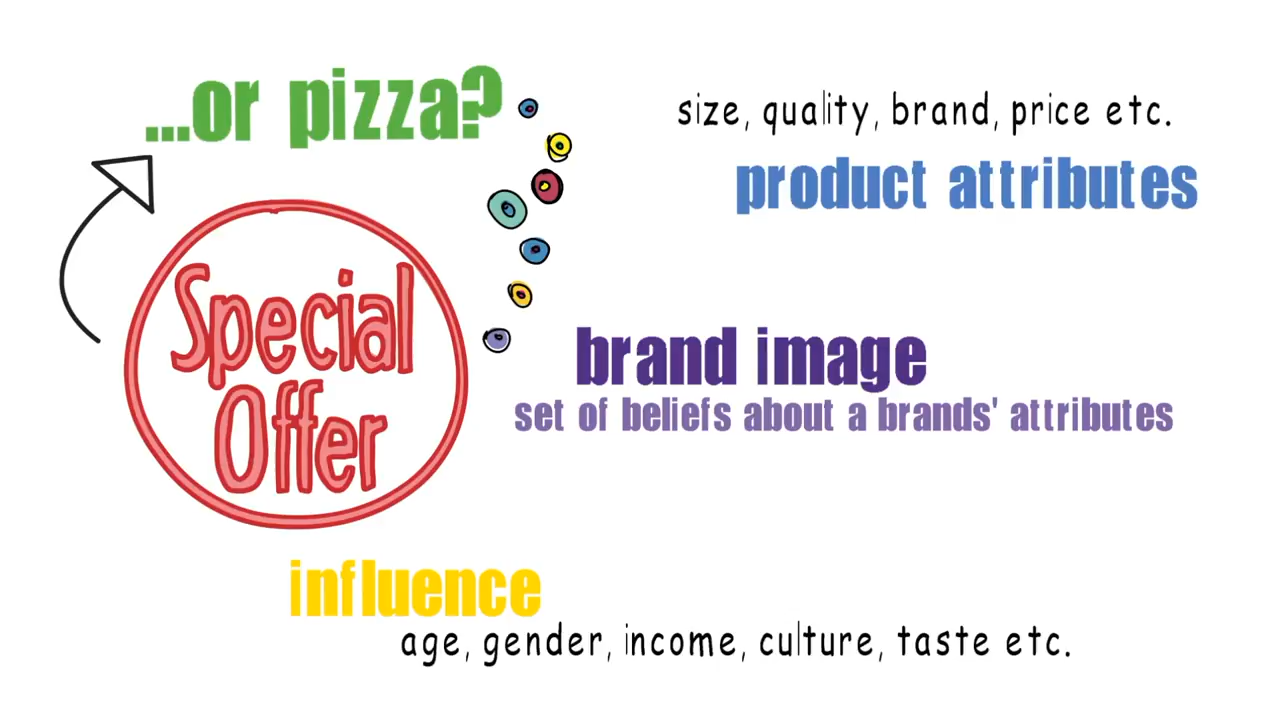 ...or pizza?
size, quality, brand, price etc.
product attributes
Special
Offer
brand image
set of beliefs about a brands' attributes
influence
age, gender, income, culture, taste etc.